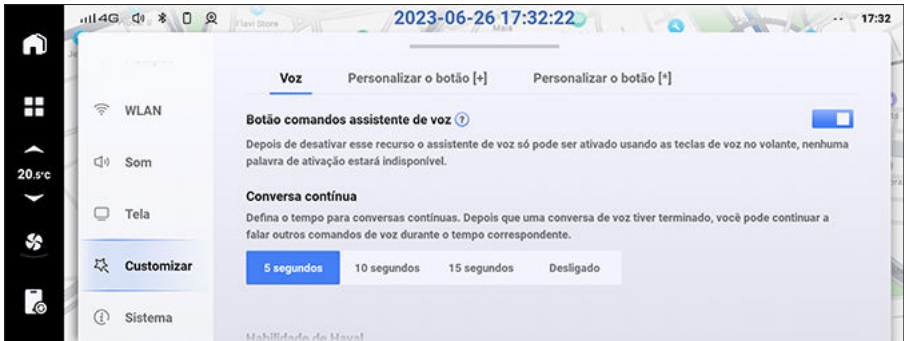 4G
2023-06-26 17:32:22
17:32
Voz
Personalizar o botão [+]
Personalizar o botão [*]
WLAN
Som
Tela
Customizar
Sistema
20.5°C
Botão comandos assistente de voz ?
Depois de desativar esse recurso o assistente de voz só pode ser ativado usando as teclas de voz no volante, nenhuma
palavra de ativação estará indisponível.
Conversa contínua
Defina o tempo para conversas contínuas. Depois que uma conversa de voz tiver terminado, você pode continuar a
falar outros comandos de voz durante o tempo correspondente.
5 segundos
10 segundos
15 segundos
Desligado
Habilidade de Haval